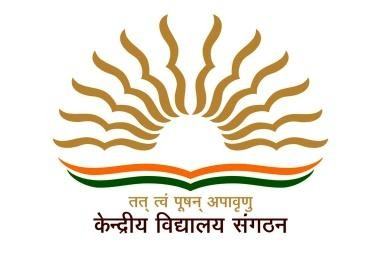 तत् त्वं पूषन् अपावृणु
केन्द्रीय विद्यालय संगठन